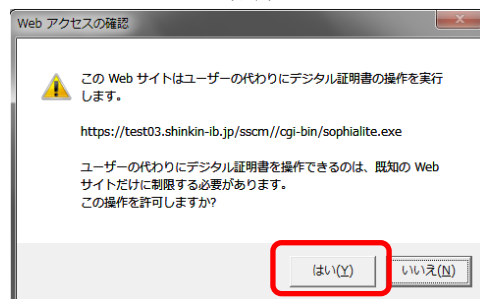 Web アクセスの確認
この Web サイトはユーザーの代わりにデジタル証明書の操作を実行
します。
https://test03.shinkin-ib.jp/sscm//cgi-bin/sophialite.exe
ユーザーの代わりにデジタル証明書を操作できるのは、既知の Web
サイトだけに制限する必要があります。
この操作を許可しますか?
はい(Y) いいえ(N)